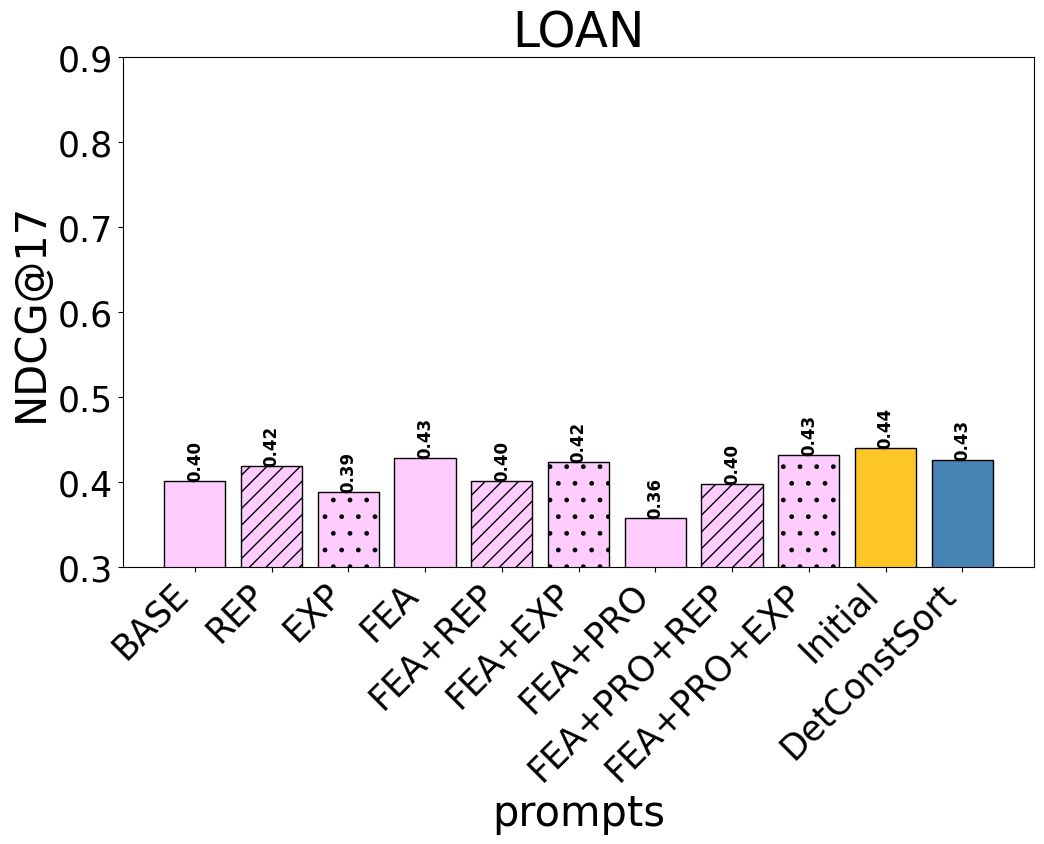 LOAN
NDCG@17
0.9
0.8
0.7
0.6
0.5
0.4
0.3
0.40
0.42
0.39
0.43
0.40
0.42
0.36
0.40
0.43
0.44
0.43
BASE
REP
EXP
FEA
FEA+REP
FEA+EXP
FEA+PRO
FEA+PRO+REP
FEA+PRO+EXP
Initial
DetConstSort
prompts